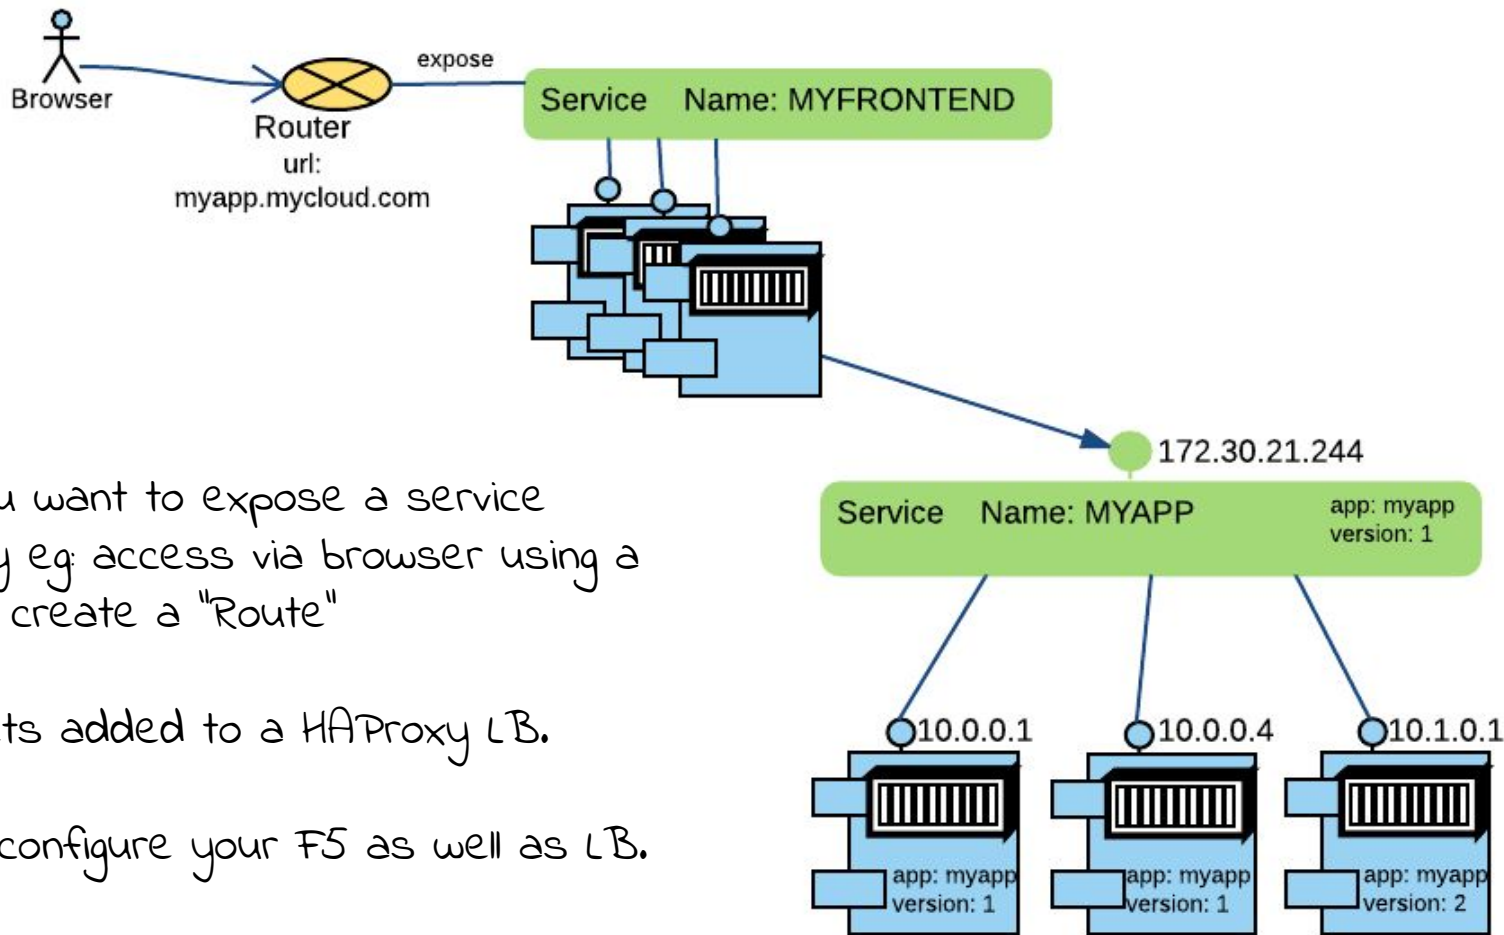 expose
Browser
Service Name: MYFRONTEND
Router
url:
myapp.mycloud.com
172.30.21.244
want to expose a service
eg: access via browser using a
create a "Route"
Service Name: MYAPP
app: myapp
version: 1
added to a HAProxy LB.
configure your F5 as well as LB.
10.0.0.1
10.0.0.4
10.1.0.1
app: myapp
version: 1
app: myapp
version: 1
app: myapp
version: 2